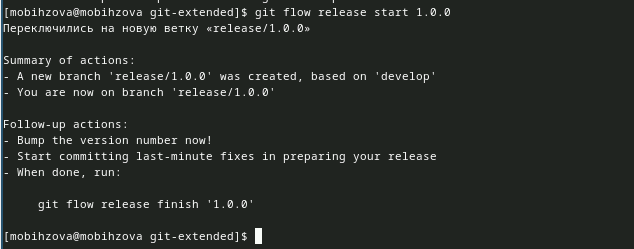 [mobihzova@mobihzova git-extended]$ git flow release start 1.0.0
Переключились на новую ветку «release/1.0.0»
Summary of actions:
- A new branch 'release/1.0.0' was created, based on 'develop'
- You are now on branch 'release/1.0.0'
Follow-up actions:
- Bump the version number now!
- Start committing last-minute fixes in preparing your release
- When done, run:
git flow release finish '1.0.0'
[mobihzova@mobihzova git-extended]$